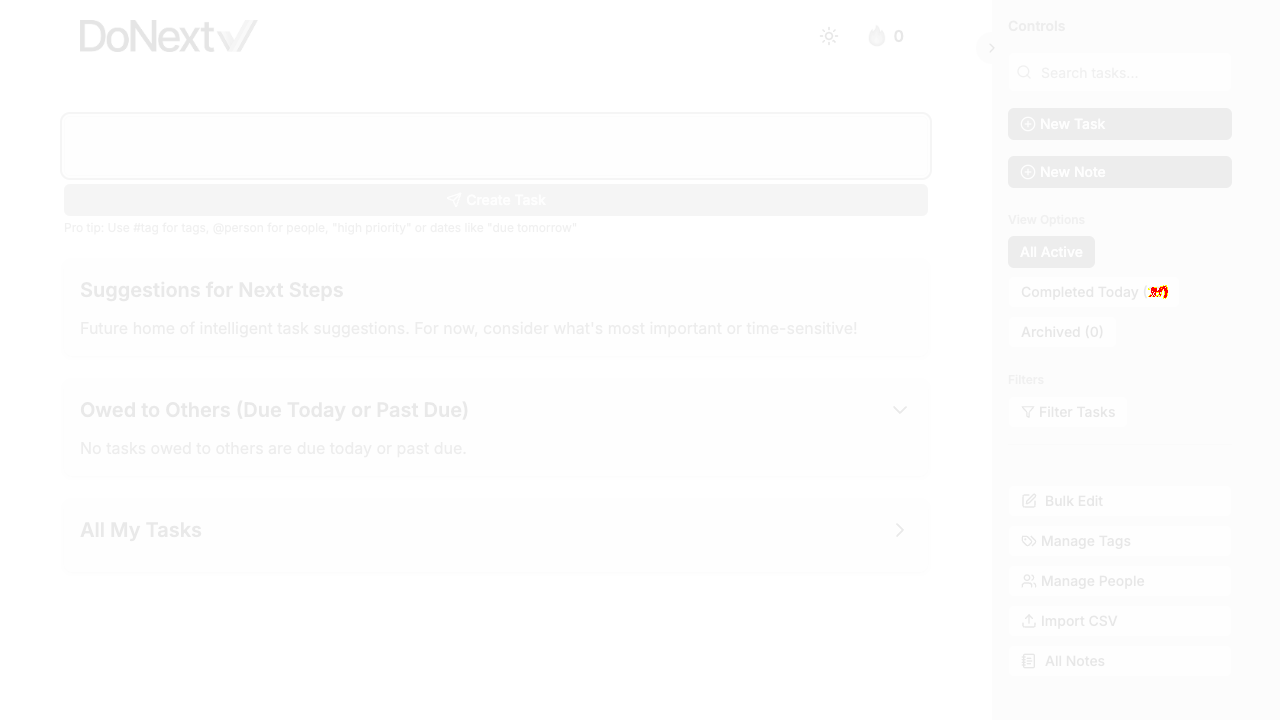 DoNext
0
Create Task
Pro tip: Use #tag for tags, @person for people, "high priority" or dates like "due tomorrow"
Suggestions for Next Steps
Future home of intelligent task suggestions. For now, consider what's most important or time-sensitive!
Owed to Others (Due Today or Past Due)
No tasks owed to others are due today or past due.
All My Tasks
Controls
Search tasks...
New Task
New Note
View Options
All Active
Completed Today (
Archived (0)
Filters
Filter Tasks
Bulk Edit
Manage Tags
Manage People
Import CSV
All Notes